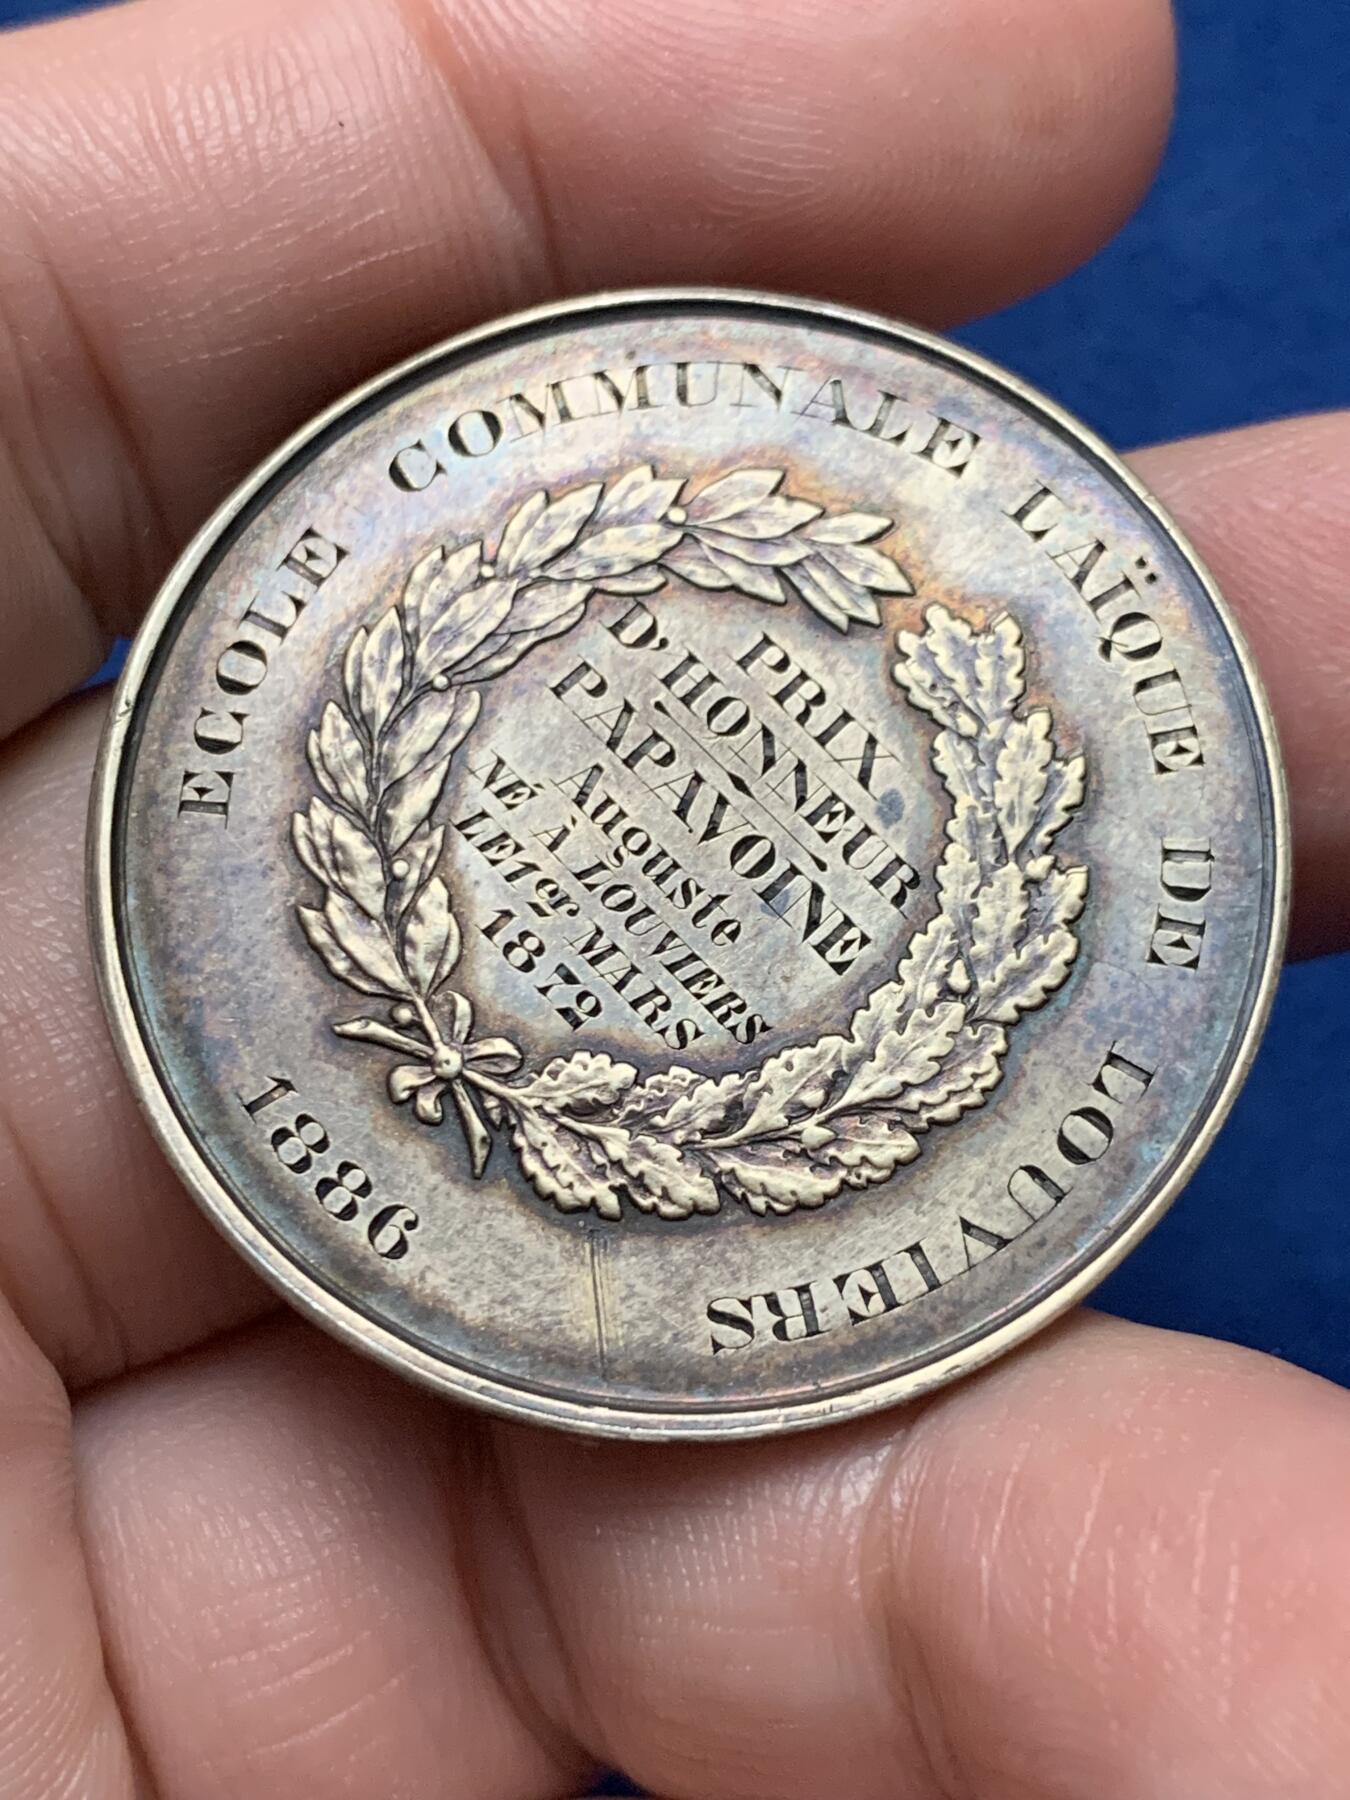 ECOLE COMMUNALE LAÏQUE DE LOUVIERS
1886
PRIX
D'HONNEUR
PAPAVOINE
Auguste
NÉ À LOUVIERS
LE 1er MARS
1872